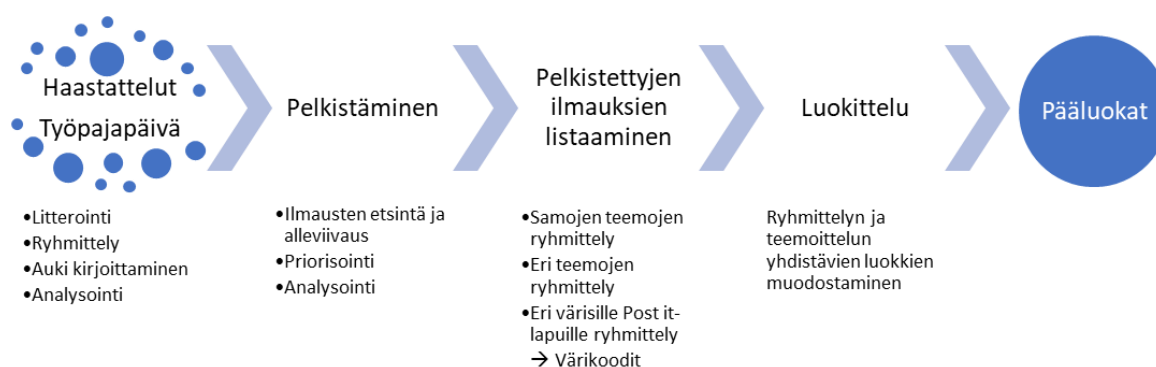 Haastattelut
Työpajapäivä
•Litterointi
•Ryhmittely
•Auki kirjoittaminen
•Analysointi
Pelkistäminen
•Ilmausten etsintä ja
alleviivaus
•Priorisointi
•Analysointi
Pelkistettyjen
ilmauksien
listaaminen
•Samojen teemojen
ryhmittely
•Eri teemojen
ryhmittely
•Eri värisille Post it-
lapuille ryhmittely
→ Värikoodit
Luokittelu
Ryhmittelyn ja
teemoittelun
yhdistävien luokkien
muodostaminen
Pääluokat